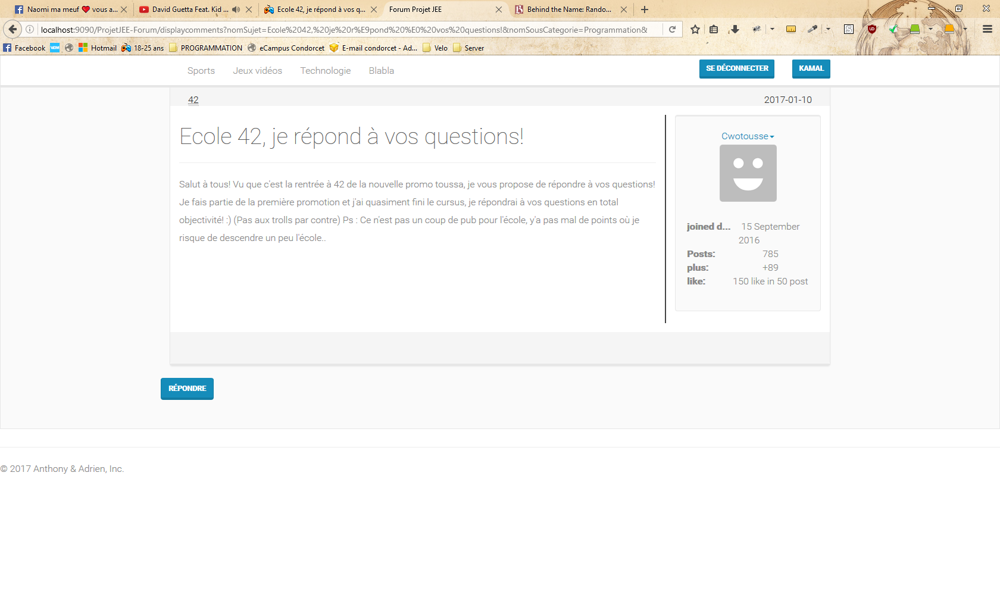 Naomi ma meuf ❤ vous a...
David Guetta Feat. Kid ...
Ecole 42, je répond à vos q...
Forum Projet JEE
Behind the Name: Rando...
localhost:9090/ProjetJEE-Forum/displaycomments?nomSujet=Ecole%2042,%20je%20r%E9pond%20%E0%20vos%20questions!&nomSousCategorie=Programmation&
Facebook
Hotmail
18-25 ans
PROGRAMMATION
eCampus Condorcet
E-mail condorcet - Ad...
Velo
Server
Sports
Jeux vidéos
Technologie
Blabla
SE DÉCONNECTER
KAMAL
42
2017-01-10
Ecole 42, je répond à vos questions!
Salut à tous! Vu que c'est la rentrée à 42 de la nouvelle promo toussa, je vous propose de répondre à vos questions!
Je fais partie de la première promotion et j'ai quasiment fini le cursus, je répondrai à vos questions en total
objectivité! :) (Pas aux trolls par contre) Ps : Ce n'est pas un coup de pub pour l'école, y'a pas mal de points où je
risque de descendre un peu l'école..
Cwotousse
joined d... 15 September
2016
Posts: 785
plus: +89
like: 150 like in 50 post
RÉPONDRE
© 2017 Anthony & Adrien, Inc.